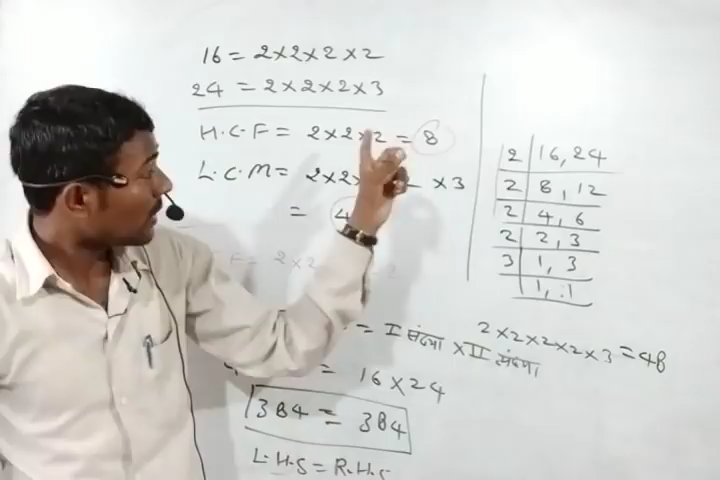 16 = 2×2×2×2
24 = 2×2×2×3
H.C.F = 2×2×2 = 8
L.C.M = 2×2× ×3
= 4
= I संख्या × II संख्या
= 16×24
384 = 384
L.H.S = R.H.S
2 | 16, 24
2 | 8, 12
2 | 4, 6
2 | 2, 3
3 | 1, 3
1, 1
2×2×2×2×3 = 48